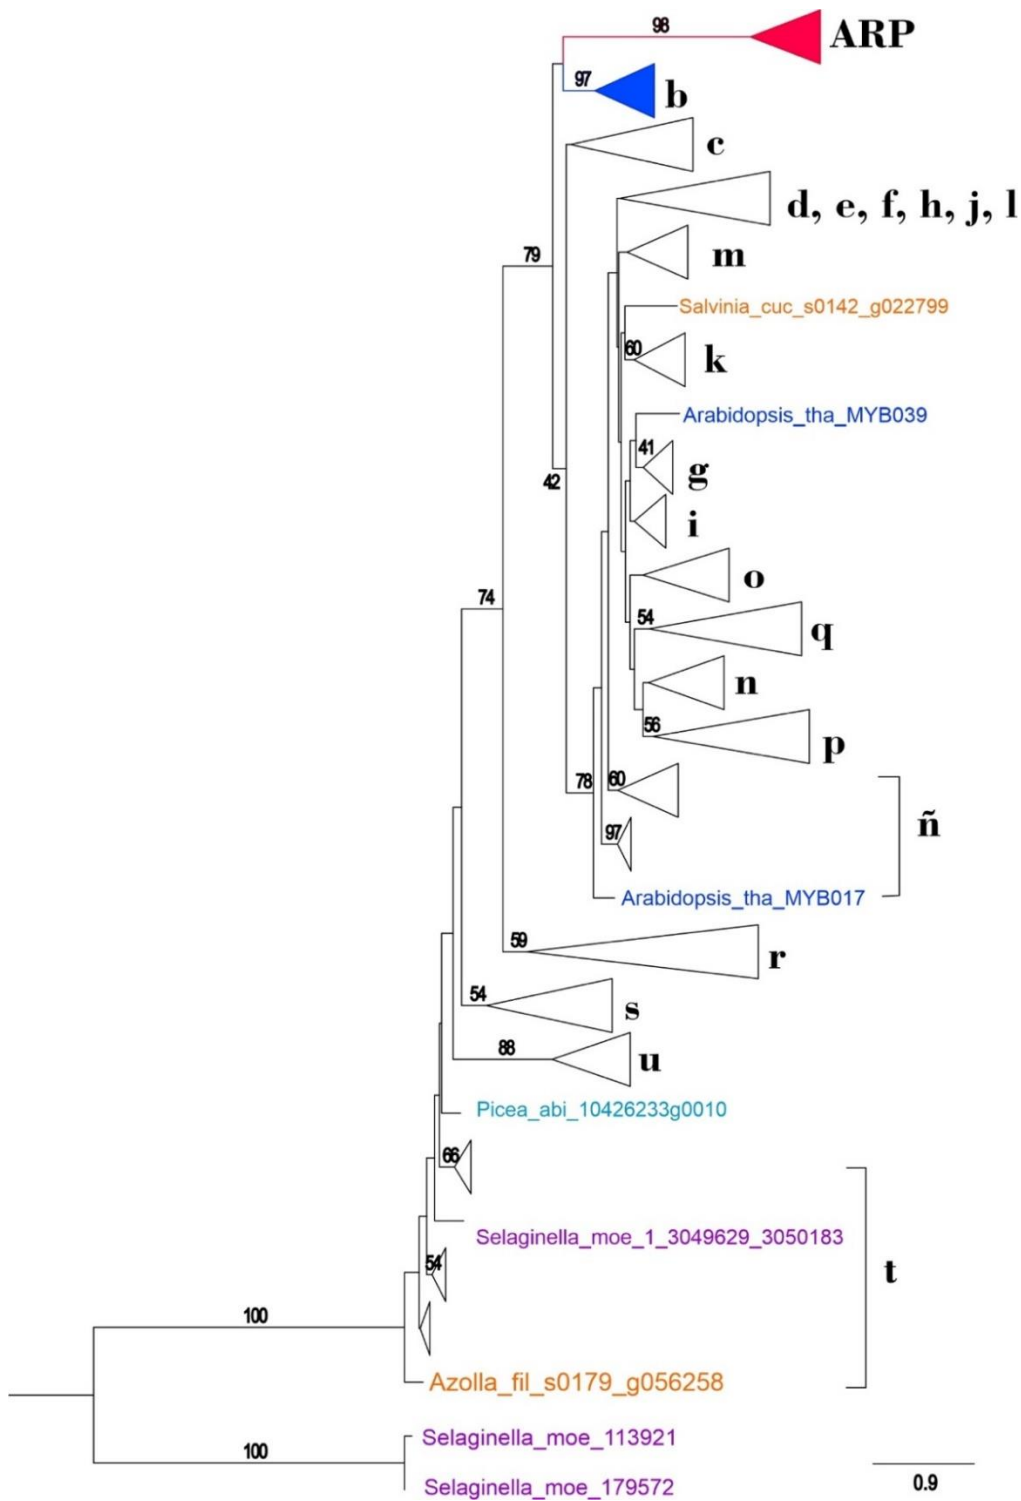 98 ARP
97 b
c
d, e, f, h, j, l
79 m
Salvinia_cuc_s0142_g022799
60 k
Arabidopsis_tha_MYB039
41
42 g
i
o
74 54 q
n
56 p
78 60
97 ñ
Arabidopsis_tha_MYB017
59 r
54 s
88 u
Picea_abi_10426233g0010
66
Selaginella_moe_1_3049629_3050183
54 t
100
Azolla_fil_s0179_g056258
Selaginella_moe_113921
100
Selaginella_moe_179572
0.9